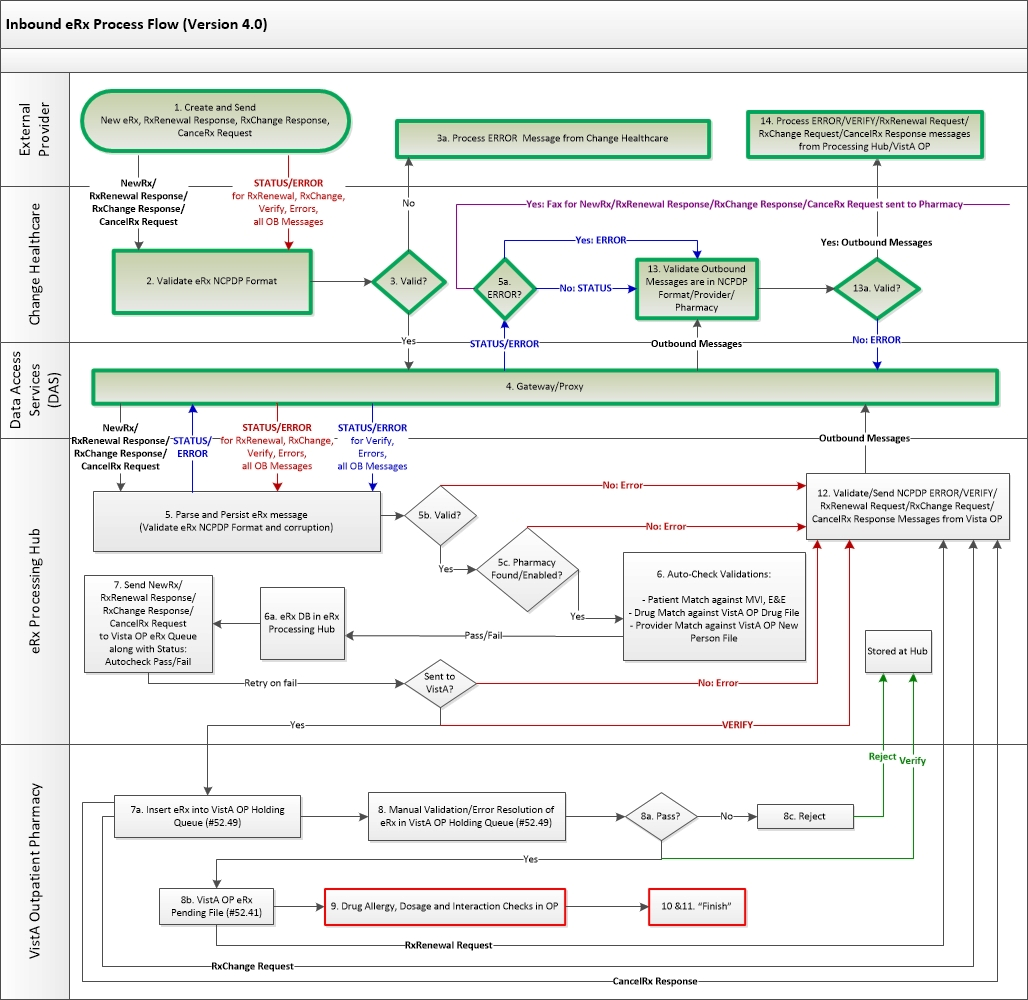 Inbound eRx Process Flow (Version 4.0)
External
Provider
1. Create and Send
New eRx, RxRenewal Response, RxChange Response,
CanceRx Request
3a. Process ERROR Message from Change Healthcare
14. Process ERROR/VERIFY/RxRenewal Request/
RxChange Request/CancelRx Response messages
from Processing Hub/VistA OP
NewRx/
RxRenewal Response/
RxChange Response/
CancelRx Request
STATUS/ERROR
for RxRenewal, RxChange,
Verify, Errors,
all OB Messages
Change Healthcare
No
Yes: Fax for NewRx/RxRenewal Response/RxChange Response/CanceRx Request sent to Pharmacy
Yes: ERROR
Yes: Outbound Messages
2. Validate eRx NCPDP Format
3. Valid?
5a.
ERROR?
No: STATUS
13. Validate Outbound
Messages are in NCPDP
Format/Provider/
Pharmacy
13a. Valid?
Yes
STATUS/ERROR
Outbound Messages
No: ERROR
Data Access
Services
(DAS)
4. Gateway/Proxy
NewRx/
RxRenewal Response/
RxChange Response/
CancelRx Request
STATUS/
ERROR
STATUS/ERROR
for RxRenewal, RxChange,
Verify, Errors,
all OB Messages
STATUS/ERROR
for Verify,
Errors,
all OB Messages
Outbound Messages
eRx Processing Hub
5. Parse and Persist eRx message
(Validate eRx NCPDP Format and corruption)
5b. Valid?
No: Error
12. Validate/Send NCPDP ERROR/VERIFY/
RxRenewal Request/RxChange Request/
CancelRx Response Messages from Vista OP
No: Error
Yes
5c. Pharmacy
Found/Enabled?
Yes
6. Auto-Check Validations:
- Patient Match against MVI, E&E
- Drug Match against VistA OP Drug File
- Provider Match against VistA OP New
Person File
7. Send NewRx/
RxRenewal Response/
RxChange Response/
CancelRx Request
to Vista OP eRx Queue
along with Status:
Autocheck Pass/Fail
6a. eRx DB in eRx
Processing Hub
Pass/Fail
Stored at Hub
Retry on fail
Sent to
VistA?
No: Error
Yes
VERIFY
VistA Outpatient Pharmacy
Reject
Verify
7a. Insert eRx into VistA OP Holding
Queue (#52.49)
8. Manual Validation/Error Resolution of
eRx in VistA OP Holding Queue (#52.49)
8a. Pass?
No
8c. Reject
Yes
8b. VistA OP eRx
Pending File (#52.41)
9. Drug Allergy, Dosage and Interaction Checks in OP
10 &11. “Finish”
RxRenewal Request
RxChange Request
CancelRx Response